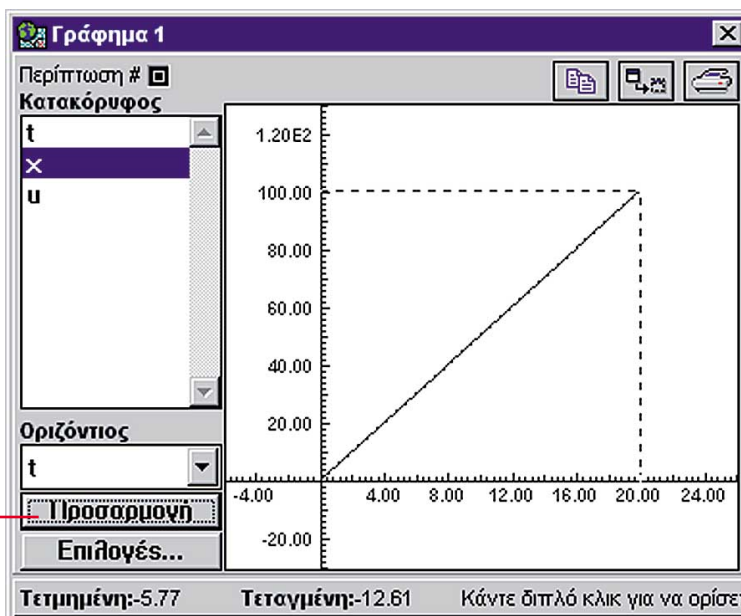 Γράφημα 1
Περίπτωση #
Κατακόρυφος
t
x
u
Οριζόντιος
t
Προσαρμογή
Επιλογές...
1.20E2
100.00
80.00
60.00
40.00
20.00
-4.00 4.00 8.00 12.00 16.00 20.00 24.00
-20.00
Τετμημένη:-5.77 Τεταγμένη:-12.61 Κάντε διπλό κλικ για να ορίσε